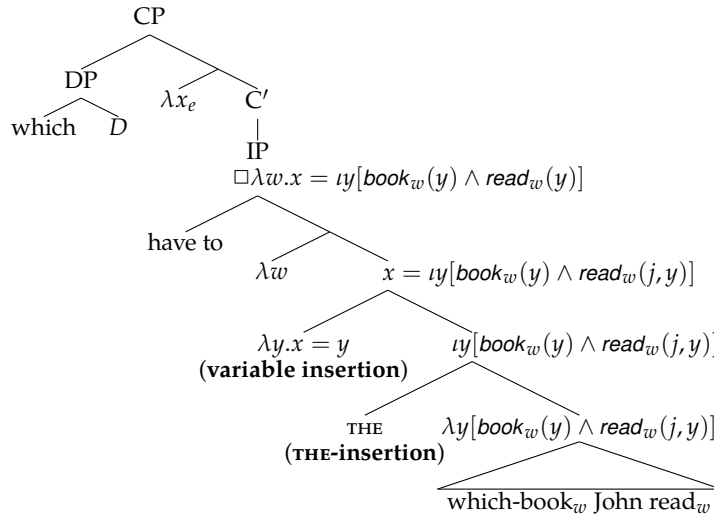 CP
DP
λxₑ C′
which D
IP
□λw.x = ιy[book_w(y) ∧ read_w(y)]
have to
λw x = ιy[book_w(y) ∧ read_w(j, y)]
λy.x = y ιy[book_w(y) ∧ read_w(j, y)]
(variable insertion)
THE λy[book_w(y) ∧ read_w(j, y)]
(THE-insertion)
which-book_w John read_w